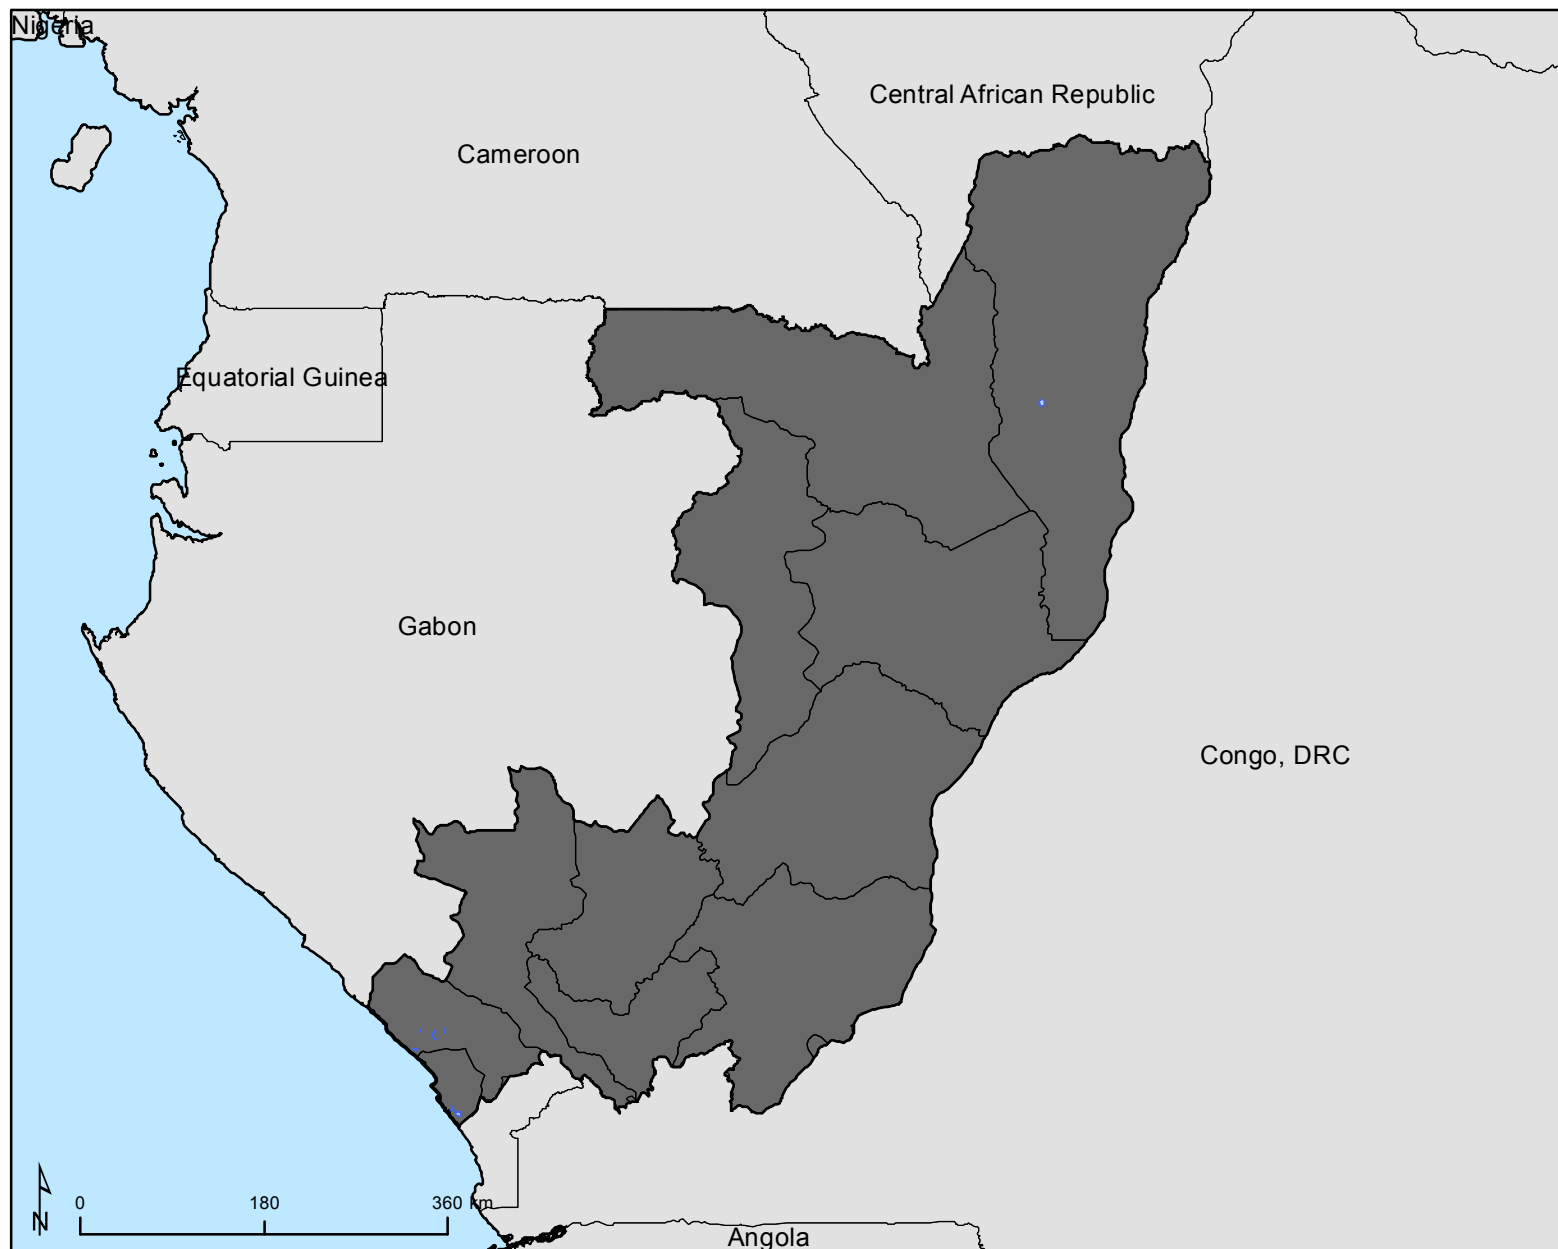 Nigeria
Central African Republic
Cameroon
Equatorial Guinea
Gabon
Congo, DRC
0 180 360 km
N
Angola